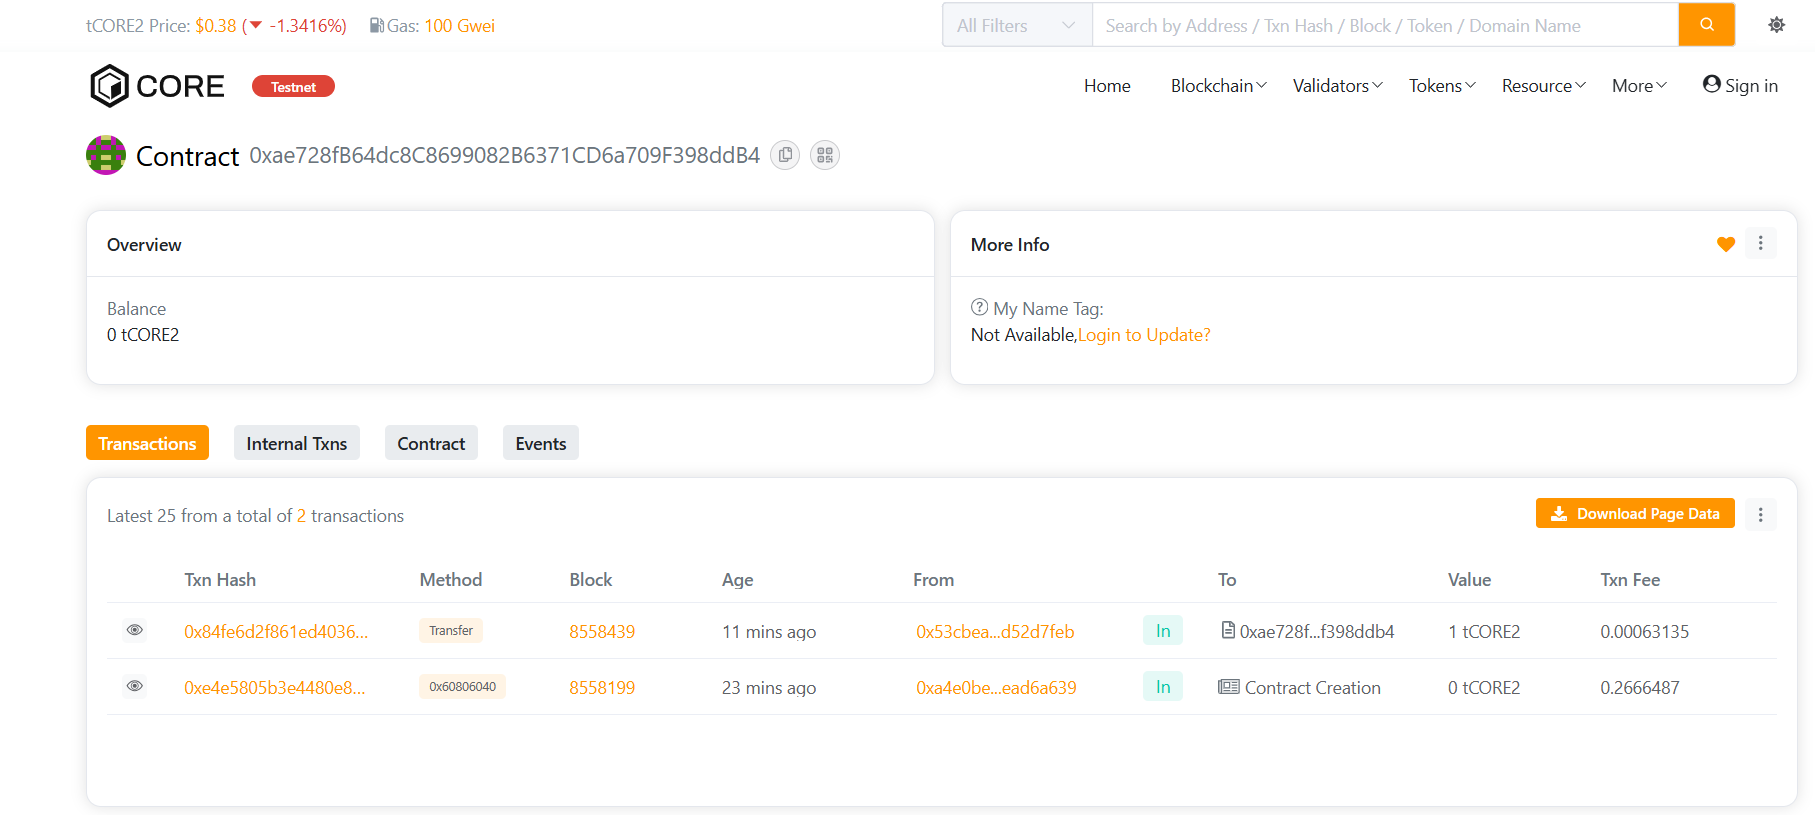 tCORE2 Price: $0.38 ( -1.3416%) Gas: 100 Gwei
All Filters Search by Address / Txn Hash / Block / Token / Domain Name
CORE Testnet Home Blockchain Validators Tokens Resource More Sign in
Contract 0xae728fB64dc8C8699082B6371CD6a709F398ddB4
Overview
Balance
0 tCORE2
More Info
My Name Tag:
Not Available,Login to Update?
Transactions Internal Txns Contract Events
Latest 25 from a total of 2 transactions
Download Page Data
Txn Hash Method Block Age From To Value Txn Fee
0x84fe6d2f861ed4036... Transfer 8558439 11 mins ago 0x53cbea...d52d7feb In 0xae728f...f398ddb4 1 tCORE2 0.00063135
0xe4e5805b3e4480e8... 0x60806040 8558199 23 mins ago 0xa4e0be...ead6a639 In Contract Creation 0 tCORE2 0.2666487